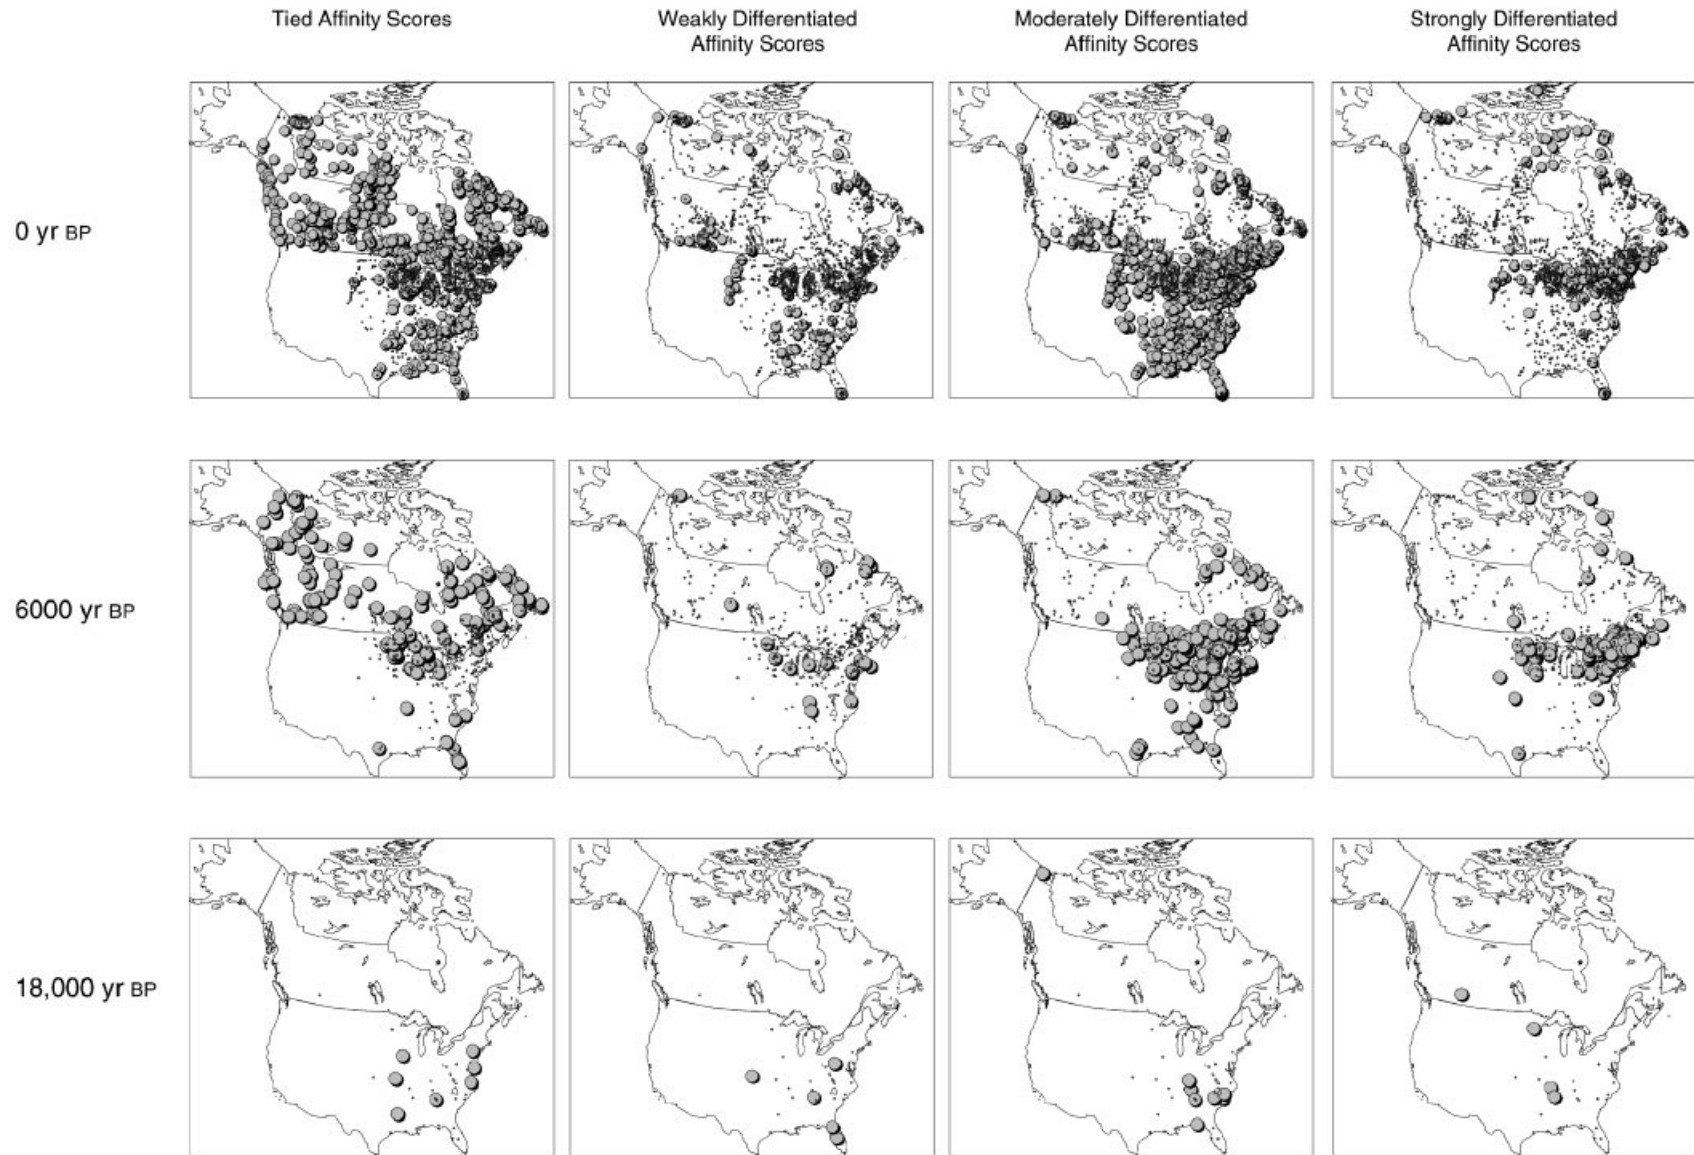 Tied Affinity Scores
Weakly Differentiated
Affinity Scores
Moderately Differentiated
Affinity Scores
Strongly Differentiated
Affinity Scores
0 yr BP
6000 yr BP
18,000 yr BP